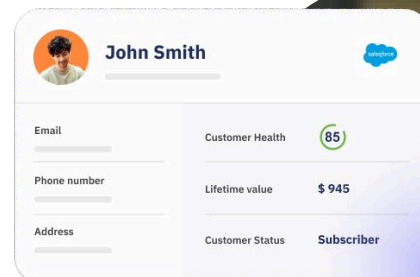 John Smith
salesforce
Email
Phone number
Address
Customer Health 85
Lifetime value $ 945
Customer Status Subscriber